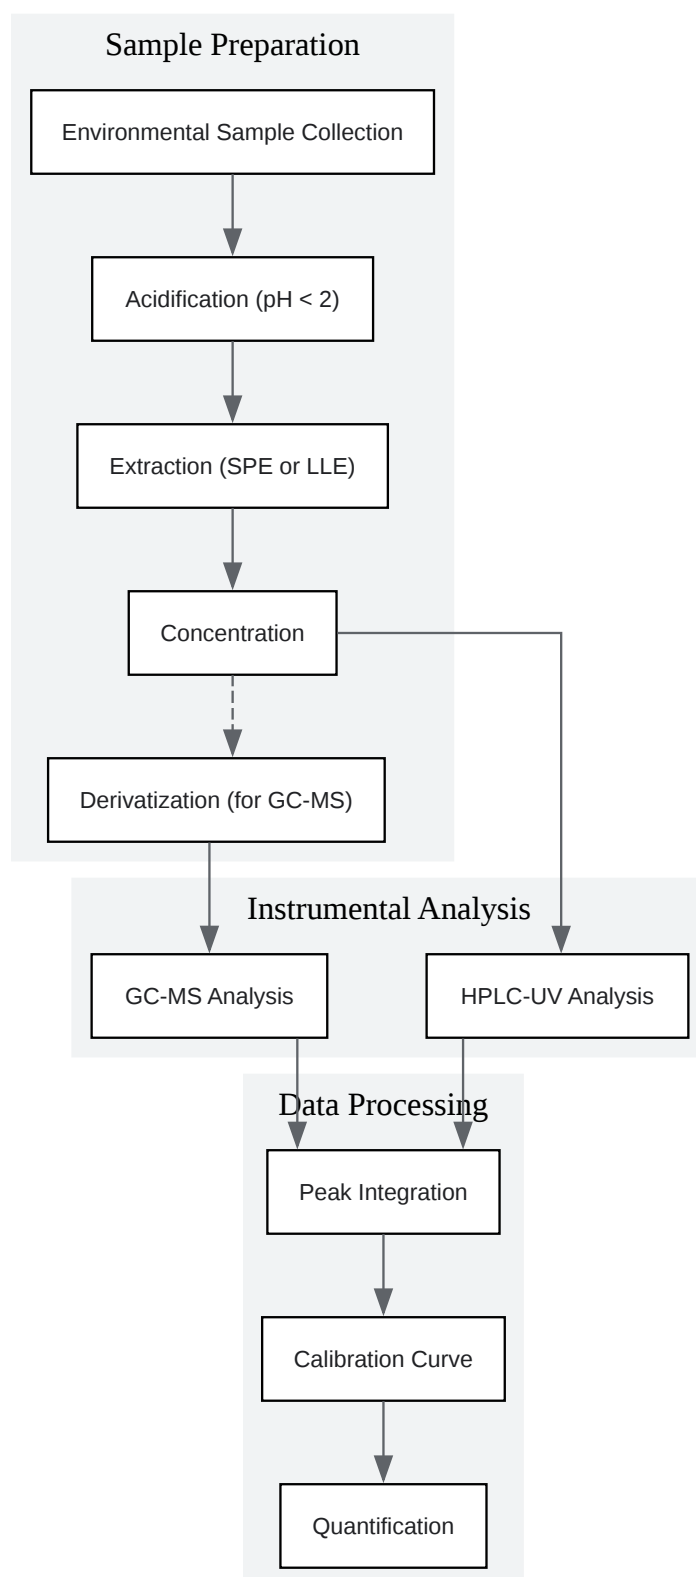 Sample Preparation
Environmental Sample Collection
Acidification (pH < 2)
Extraction (SPE or LLE)
Concentration
Derivatization (for GC-MS)
Instrumental Analysis
GC-MS Analysis
HPLC-UV Analysis
Data Processing
Peak Integration
Calibration Curve
Quantification